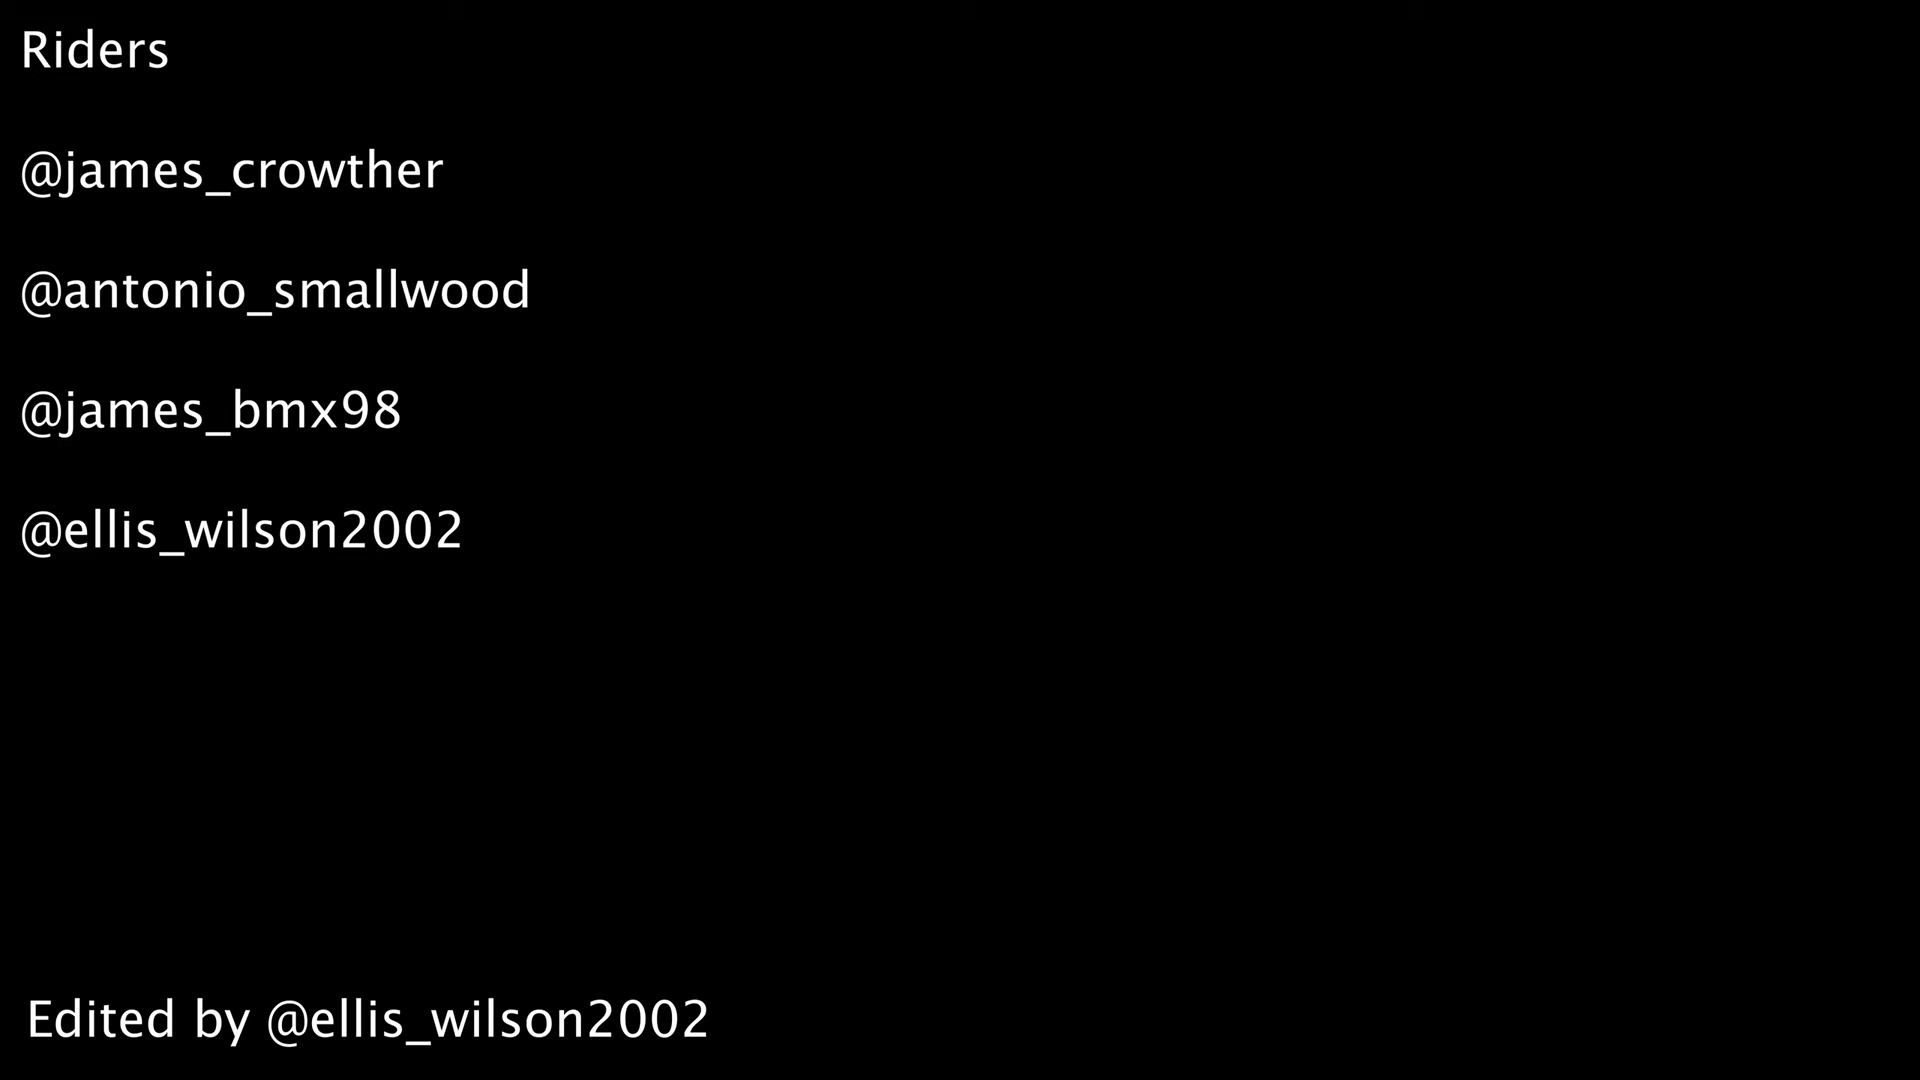 Riders
@james_crowther
@antonio_smallwood
@james_bmx98
@ellis_wilson2002
Edited by @ellis_wilson2002